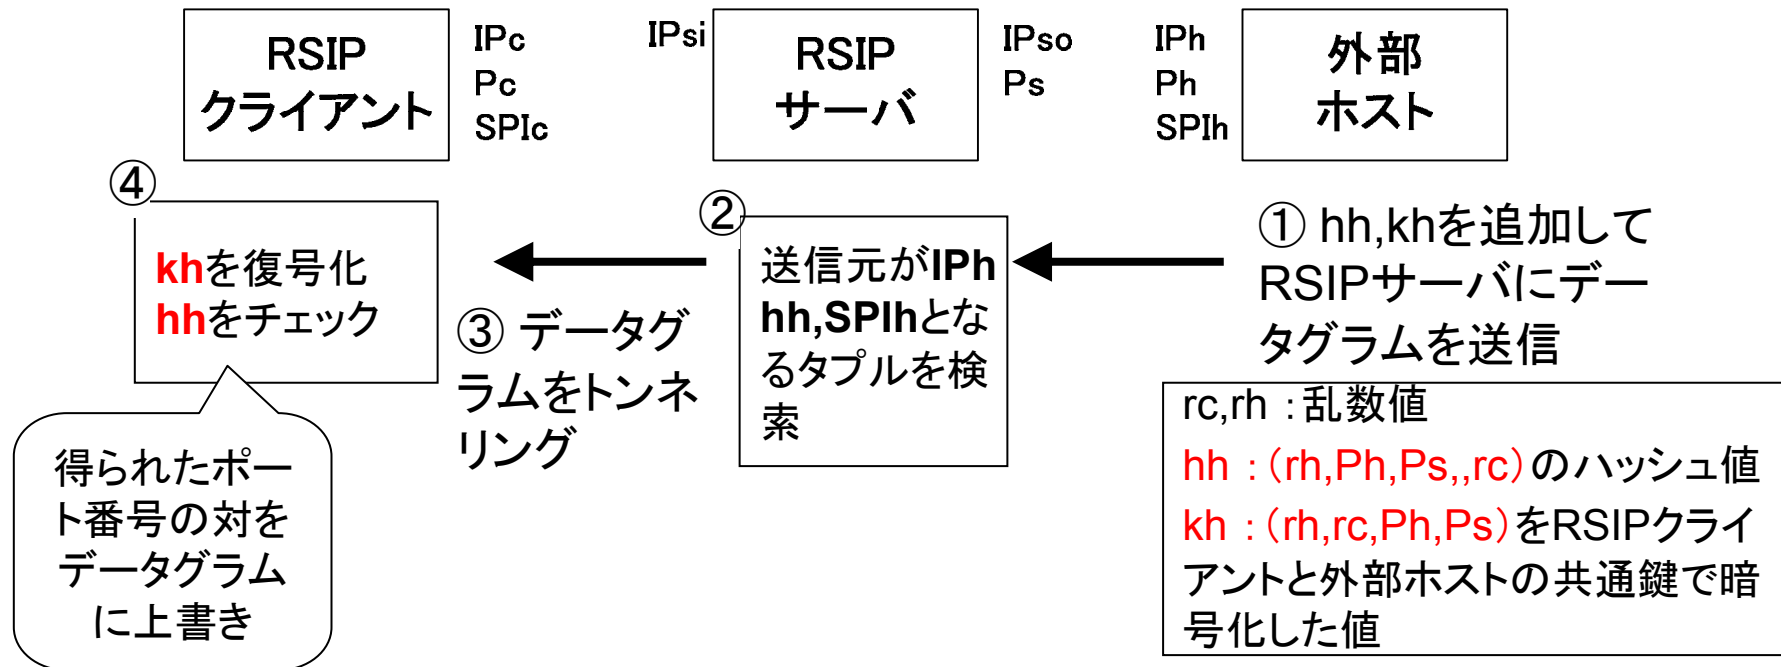 RSIP
クライアント
IPc
Pc
SPIc
IPsi
RSIP
サーバ
IPso
Ps
IPh
Ph
SPIh
外部
ホスト
④
khを復号化
hhをチェック
得られたポー
ト番号の対を
データグラム
に上書き
③ データグ
ラムをトンネ
リング
②
送信元がIPh
hh,SPIhとな
るタプルを検
索
① hh,khを追加して
RSIPサーバにデー
タグラムを送信
rc,rh：乱数値
hh：(rh,Ph,Ps,,rc)のハッシュ値
kh：(rh,rc,Ph,Ps)をRSIPクライ
アントと外部ホストの共通鍵で暗
号化した値